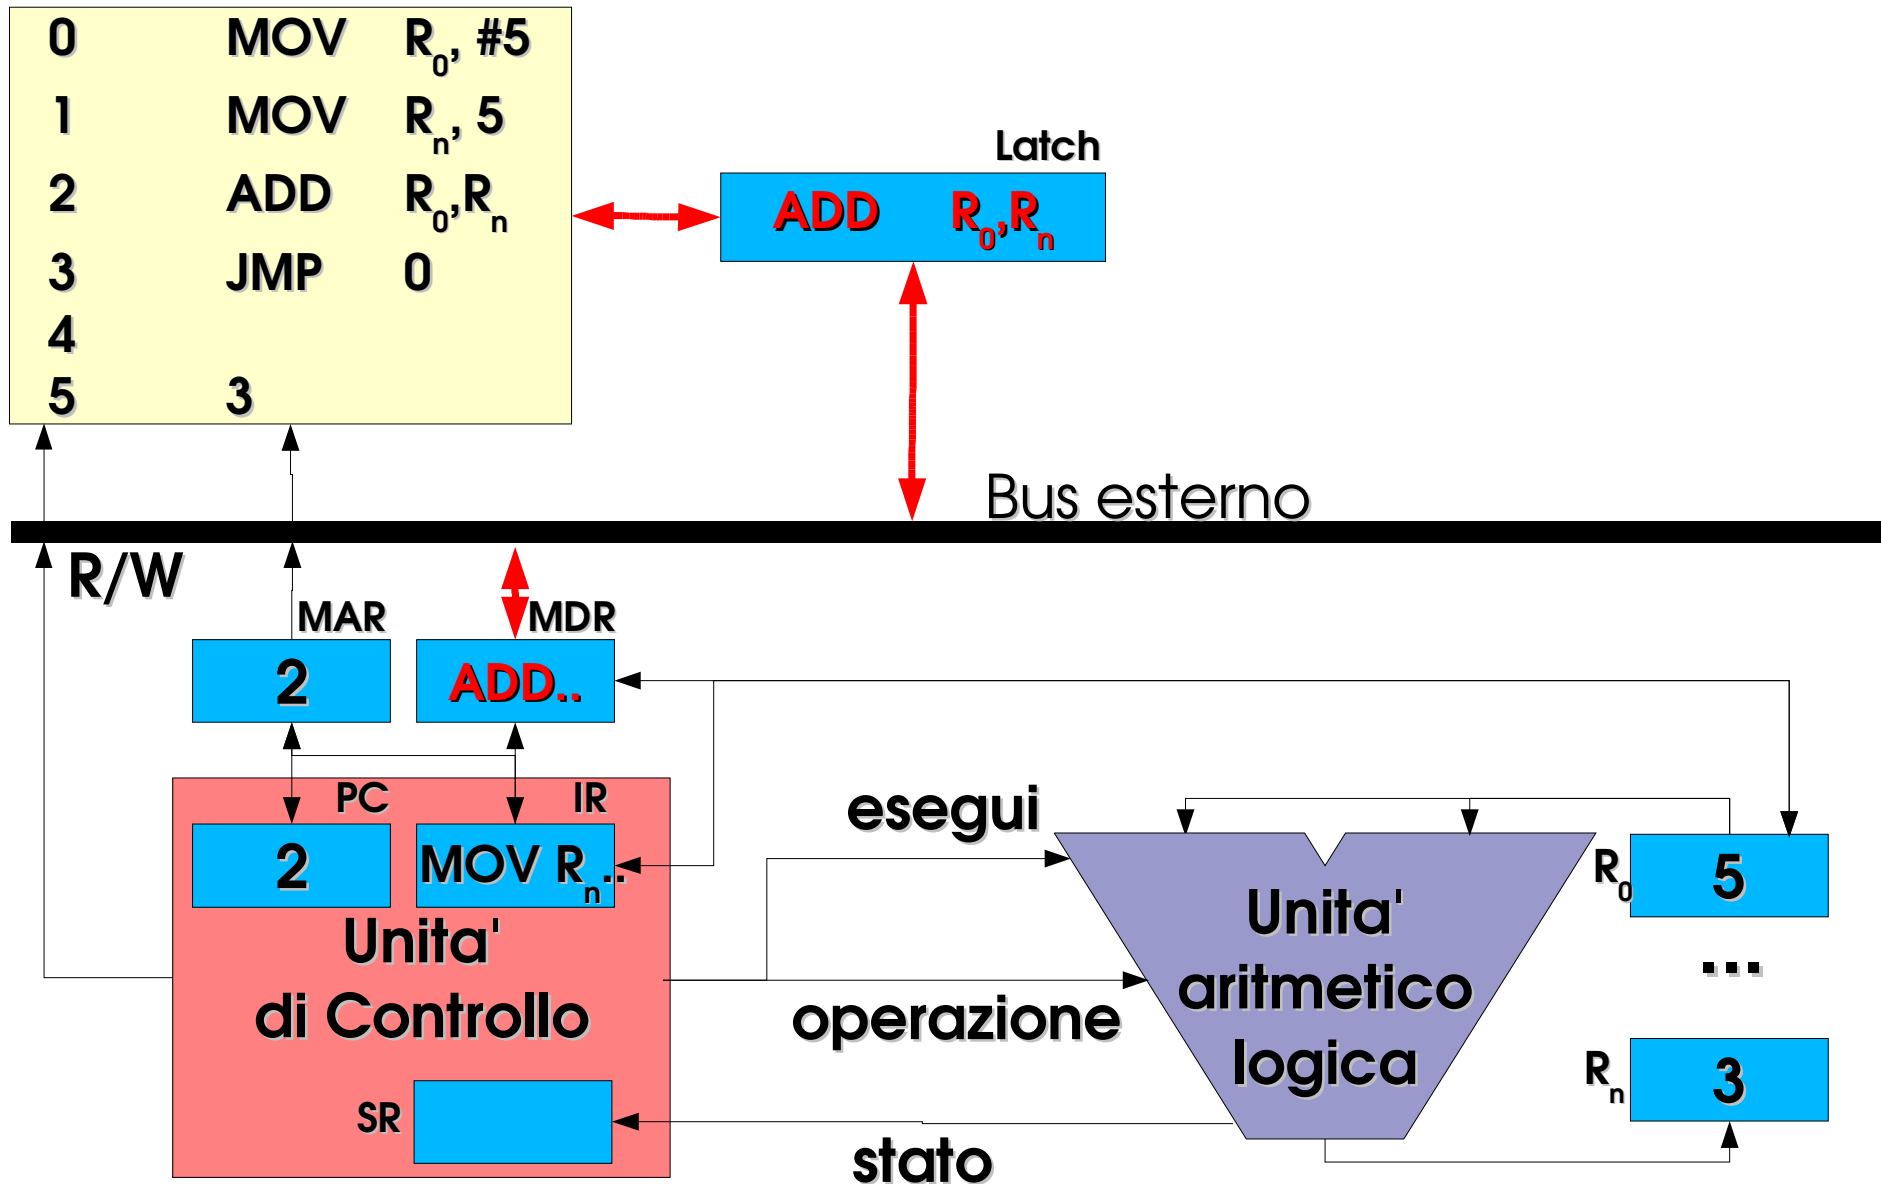 0 MOV R0, #5
1 MOV Rn, 5
2 ADD R0,Rn
3 JMP 0
4
5 3
Latch
ADD R0,Rn
Bus esterno
R/W
MAR
MDR
2
ADD..
PC
IR
2
MOV Rn..
Unita'
di Controllo
SR
esegui
operazione
stato
Unita'
aritmetico
logica
R0
5
...
Rn
3